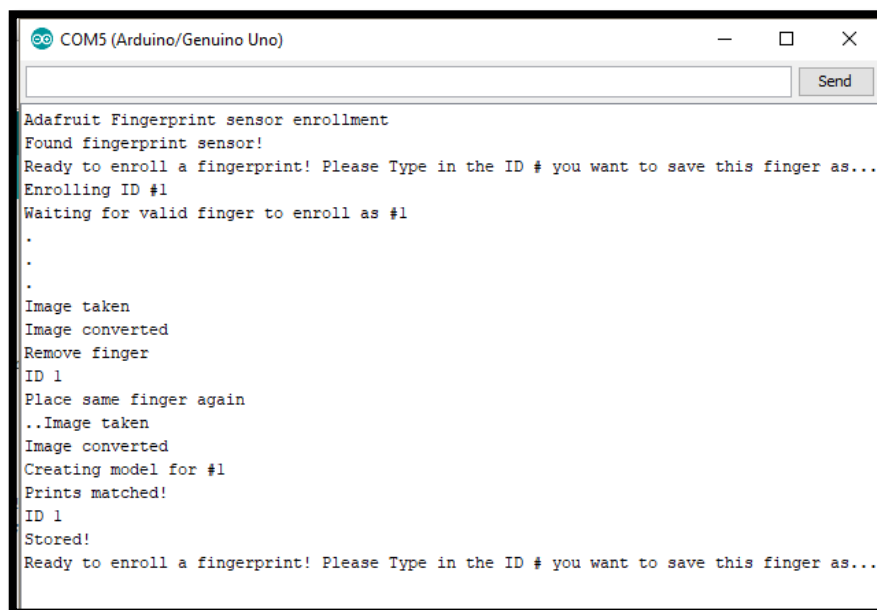 COM5 (Arduino/Genuino Uno)
Send
Adafruit Fingerprint sensor enrollment
Found fingerprint sensor!
Ready to enroll a fingerprint! Please Type in the ID # you want to save this finger as...
Enrolling ID #1
Waiting for valid finger to enroll as #1
.
.
.
Image taken
Image converted
Remove finger
ID 1
Place same finger again
..Image taken
Image converted
Creating model for #1
Prints matched!
ID 1
Stored!
Ready to enroll a fingerprint! Please Type in the ID # you want to save this finger as...